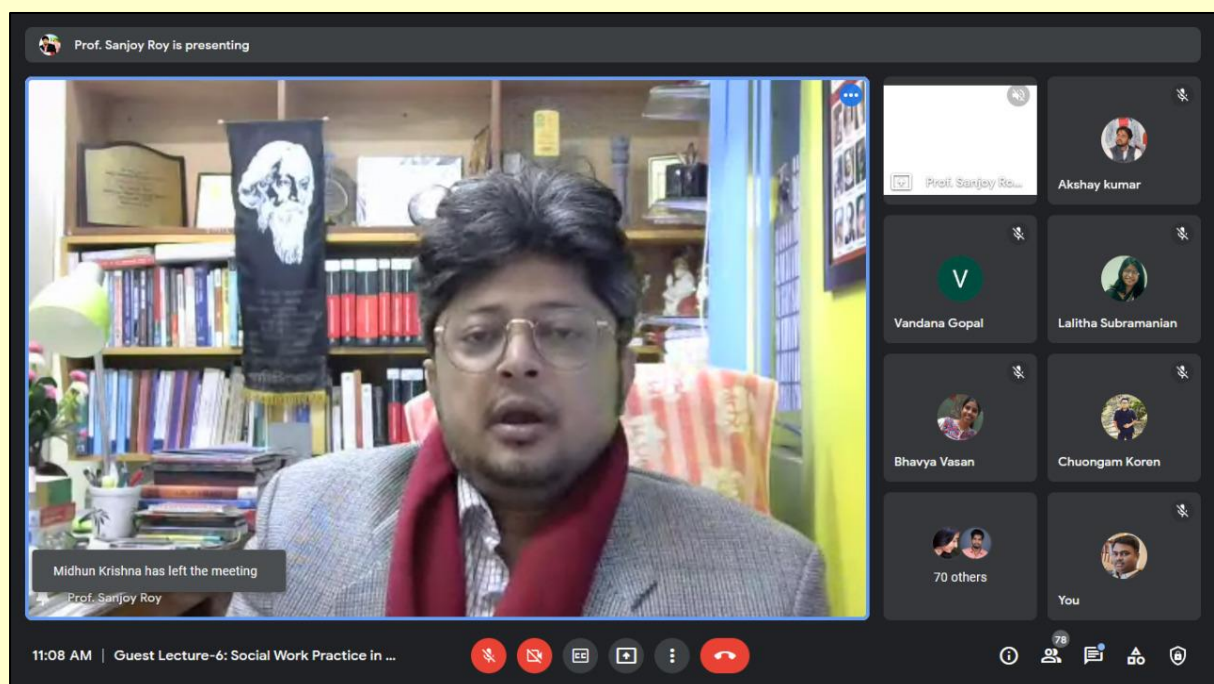 Prof. Sanjoy Roy is presenting
Prof. Sanjoy Ro...
Akshay kumar
V
Vandana Gopal
Lalitha Subramanian
Bhavya Vasan
Chuongam Koren
70 others
You
Midhun Krishna has left the meeting
Prof. Sanjoy Roy
11:08 AM | Guest Lecture-6: Social Work Practice in ...
CC
78